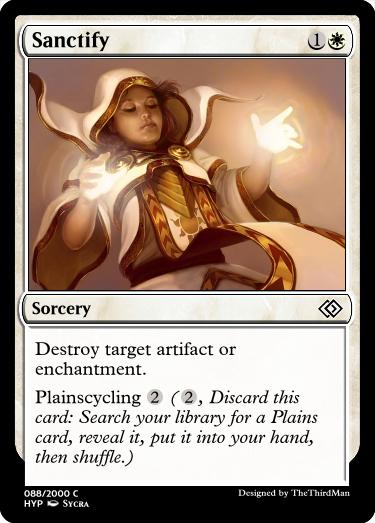 Sanctify 1
Sorcery
Destroy target artifact or
enchantment.
Plainscycling 2 (2, Discard this
card: Search your library for a Plains
card, reveal it, put it into your hand,
then shuffle.)
088/2000 C
HYP SYCRA Designed by TheThirdMan